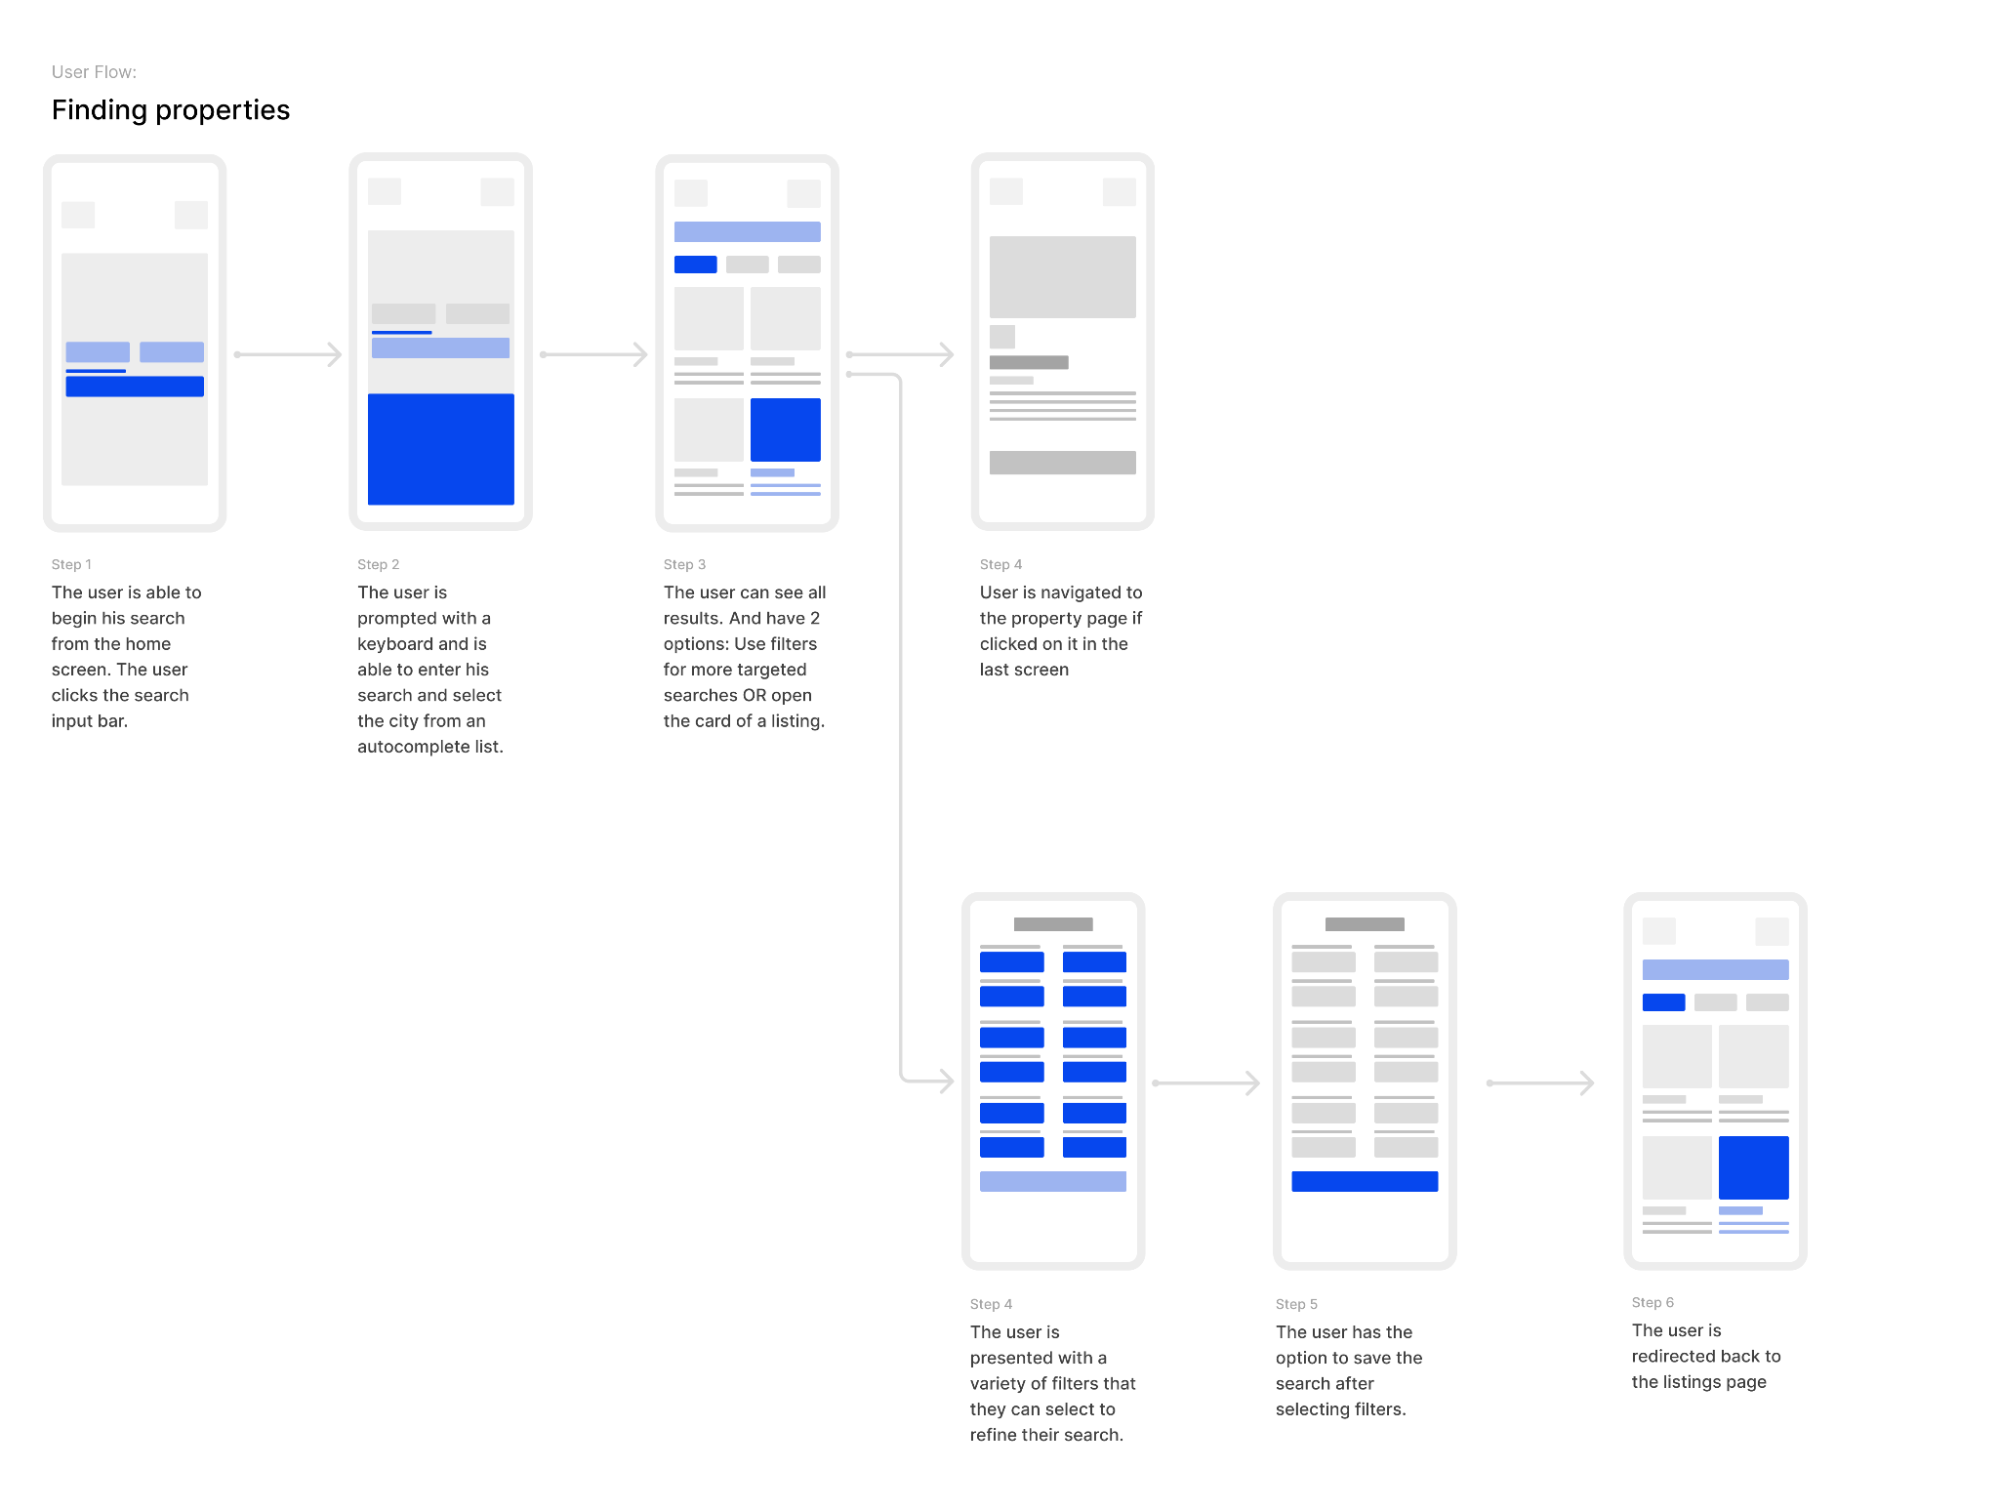 User Flow:
Finding properties
Step 1
The user is able to
begin his search
from the home
screen. The user
clicks the search
input bar.
Step 2
The user is
prompted with a
keyboard and is
able to enter his
search and select
the city from an
autocomplete list.
Step 3
The user can see all
results. And have 2
options: Use filters
for more targeted
searches OR open
the card of a listing.
Step 4
User is navigated to
the property page if
clicked on it in the
last screen
Step 4
The user is
presented with a
variety of filters that
they can select to
refine their search.
Step 5
The user has the
option to save the
search after
selecting filters.
Step 6
The user is
redirected back to
the listings page